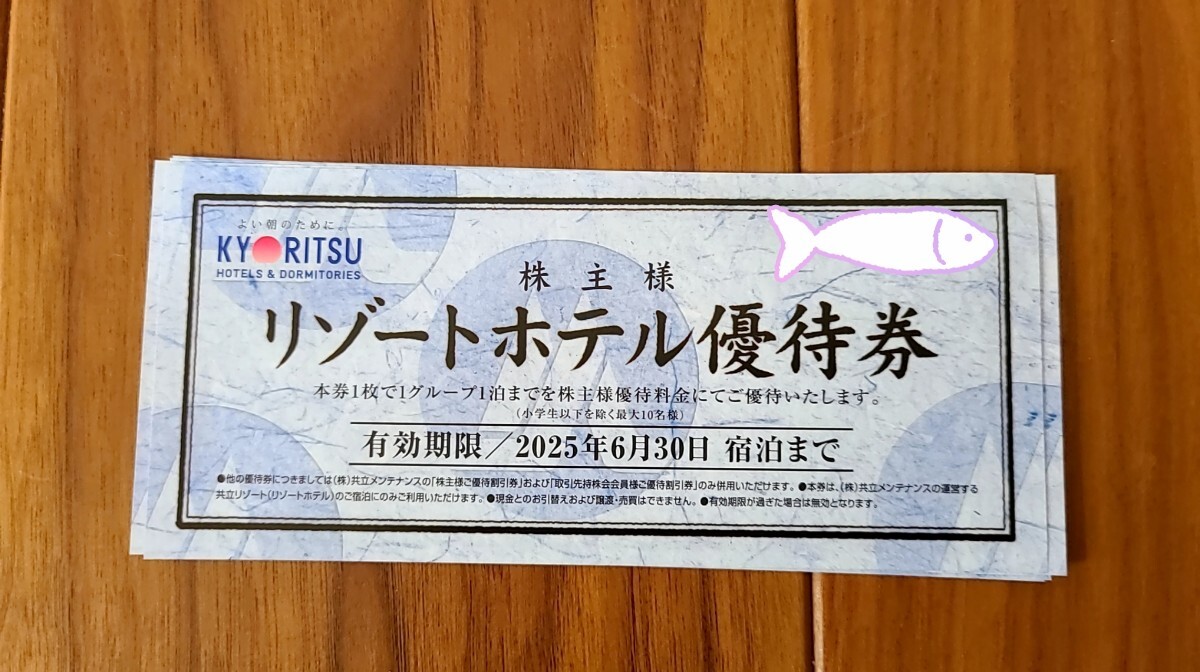 よい朝のために。
KYORITSU
HOTELS & DORMITORIES
株主様
リゾートホテル優待券
本券1枚で1グループ1泊までを株主様優待料金にてご優待いたします。
(小学生以下を除く最大10名様)
有効期限／2025年6月30日 宿泊まで
●他の優待券につきましては(株)共立メンテナンスの「株主様ご優待割引券」および「取引先持株会会員様ご優待割引券」のみ併用いただけます。●本券は、(株)共立メンテナンスの運営する
共立リゾート(リゾートホテル)のご宿泊にのみご利用いただけます。●現金とのお引替えおよび譲渡・売買はできません。●有効期限が過ぎた場合は無効となります。